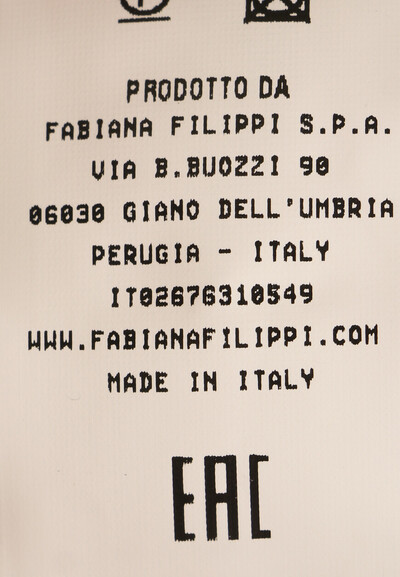 PRODOTTO DA
FABIANA FILIPPI S.P.A.
VIA B.BUOZZI 90
06030 GIANO DELL'UMBRIA
PERUGIA - ITALY
IT02676310549
WWW.FABIANAFILIPPI.COM
MADE IN ITALY
EAC